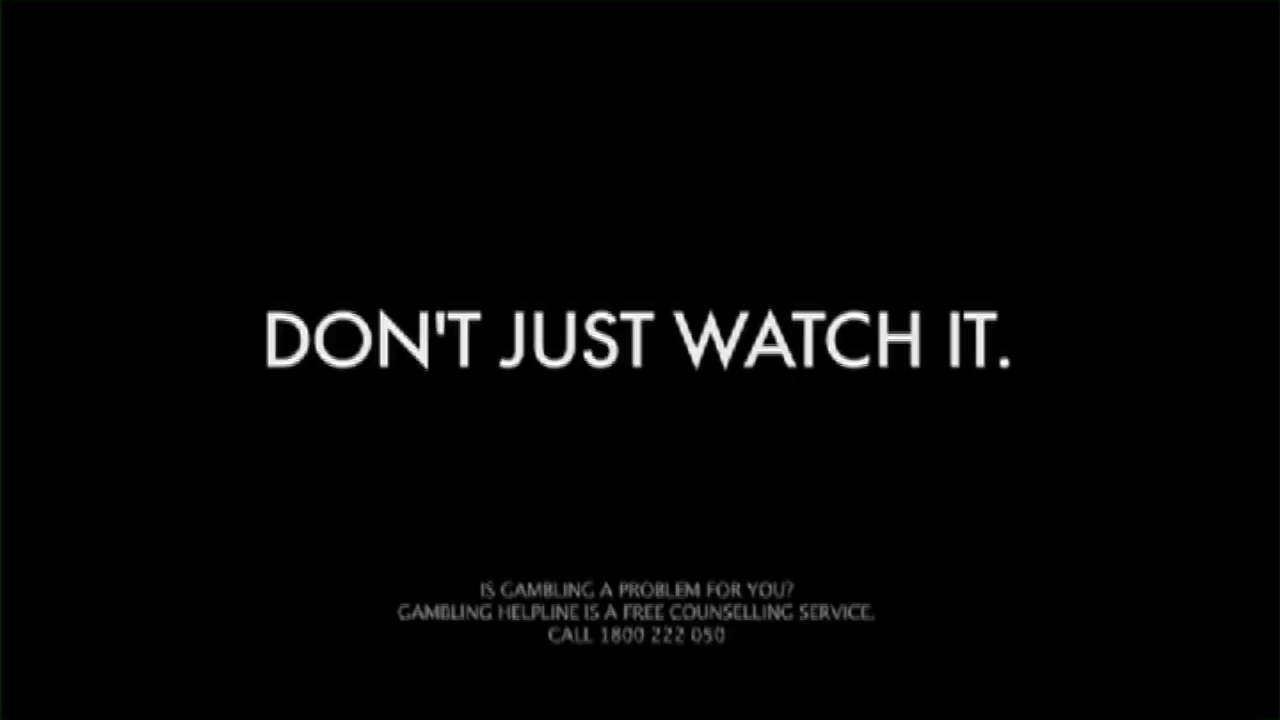 DON'T JUST WATCH IT.
IS GAMBLING A PROBLEM FOR YOU?
GAMBLING HELPLINE IS A FREE COUNSELLING SERVICE.
CALL 1800 222 050